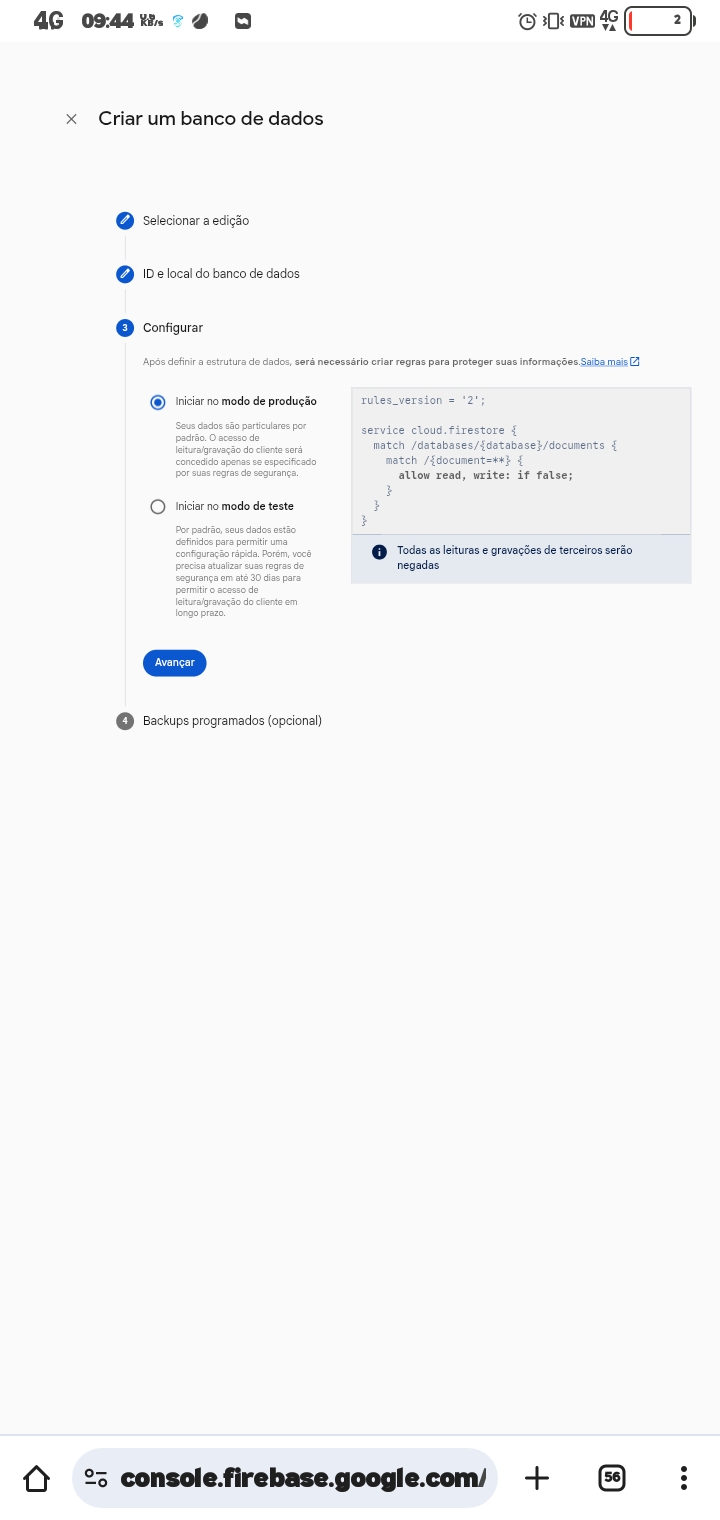 4G 09:44 KB/s VPN 4G 2
Criar um banco de dados
Selecionar a edição
ID e local do banco de dados
3 Configurar
Após definir a estrutura de dados, será necessário criar regras para proteger suas informações.Saiba mais
Iniciar no modo de produção
Seus dados são particulares por
padrão. O acesso de
leitura/gravação do cliente será
concedido apenas se especificado
por suas regras de segurança.
Iniciar no modo de teste
Por padrão, seus dados estão
definidos para permitir uma
configuração rápida. Porém, você
precisa atualizar suas regras de
segurança em até 30 dias para
permitir o acesso de
leitura/gravação do cliente em
longo prazo.
rules_version = '2';
service cloud.firestore {
match /databases/{database}/documents {
match /{document=**} {
allow read, write: if false;
}
}
}
Todas as leituras e gravações de terceiros serão
negadas
Avançar
4 Backups programados (opcional)
console.firebase.google.com/ 56